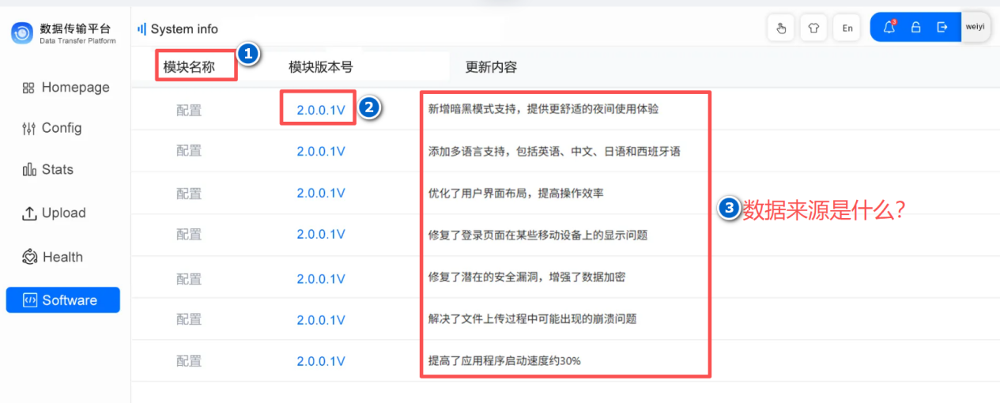 数据传输平台
Data Transfer Platform
System info
En
3
weiyi
Homepage
Config
Stats
Upload
Health
Software
模块名称
1
模块版本号
更新内容
配置
2.0.0.1V
2
新增暗黑模式支持，提供更舒适的夜间使用体验
配置
2.0.0.1V
添加多语言支持，包括英语、中文、日语和西班牙语
配置
2.0.0.1V
优化了用户界面布局，提高操作效率
3
数据来源是什么？
配置
2.0.0.1V
修复了登录页面在某些移动设备上的显示问题
配置
2.0.0.1V
修复了潜在的安全漏洞，增强了数据加密
配置
2.0.0.1V
解决了文件上传过程中可能出现的崩溃问题
配置
2.0.0.1V
提高了应用程序启动速度约30%